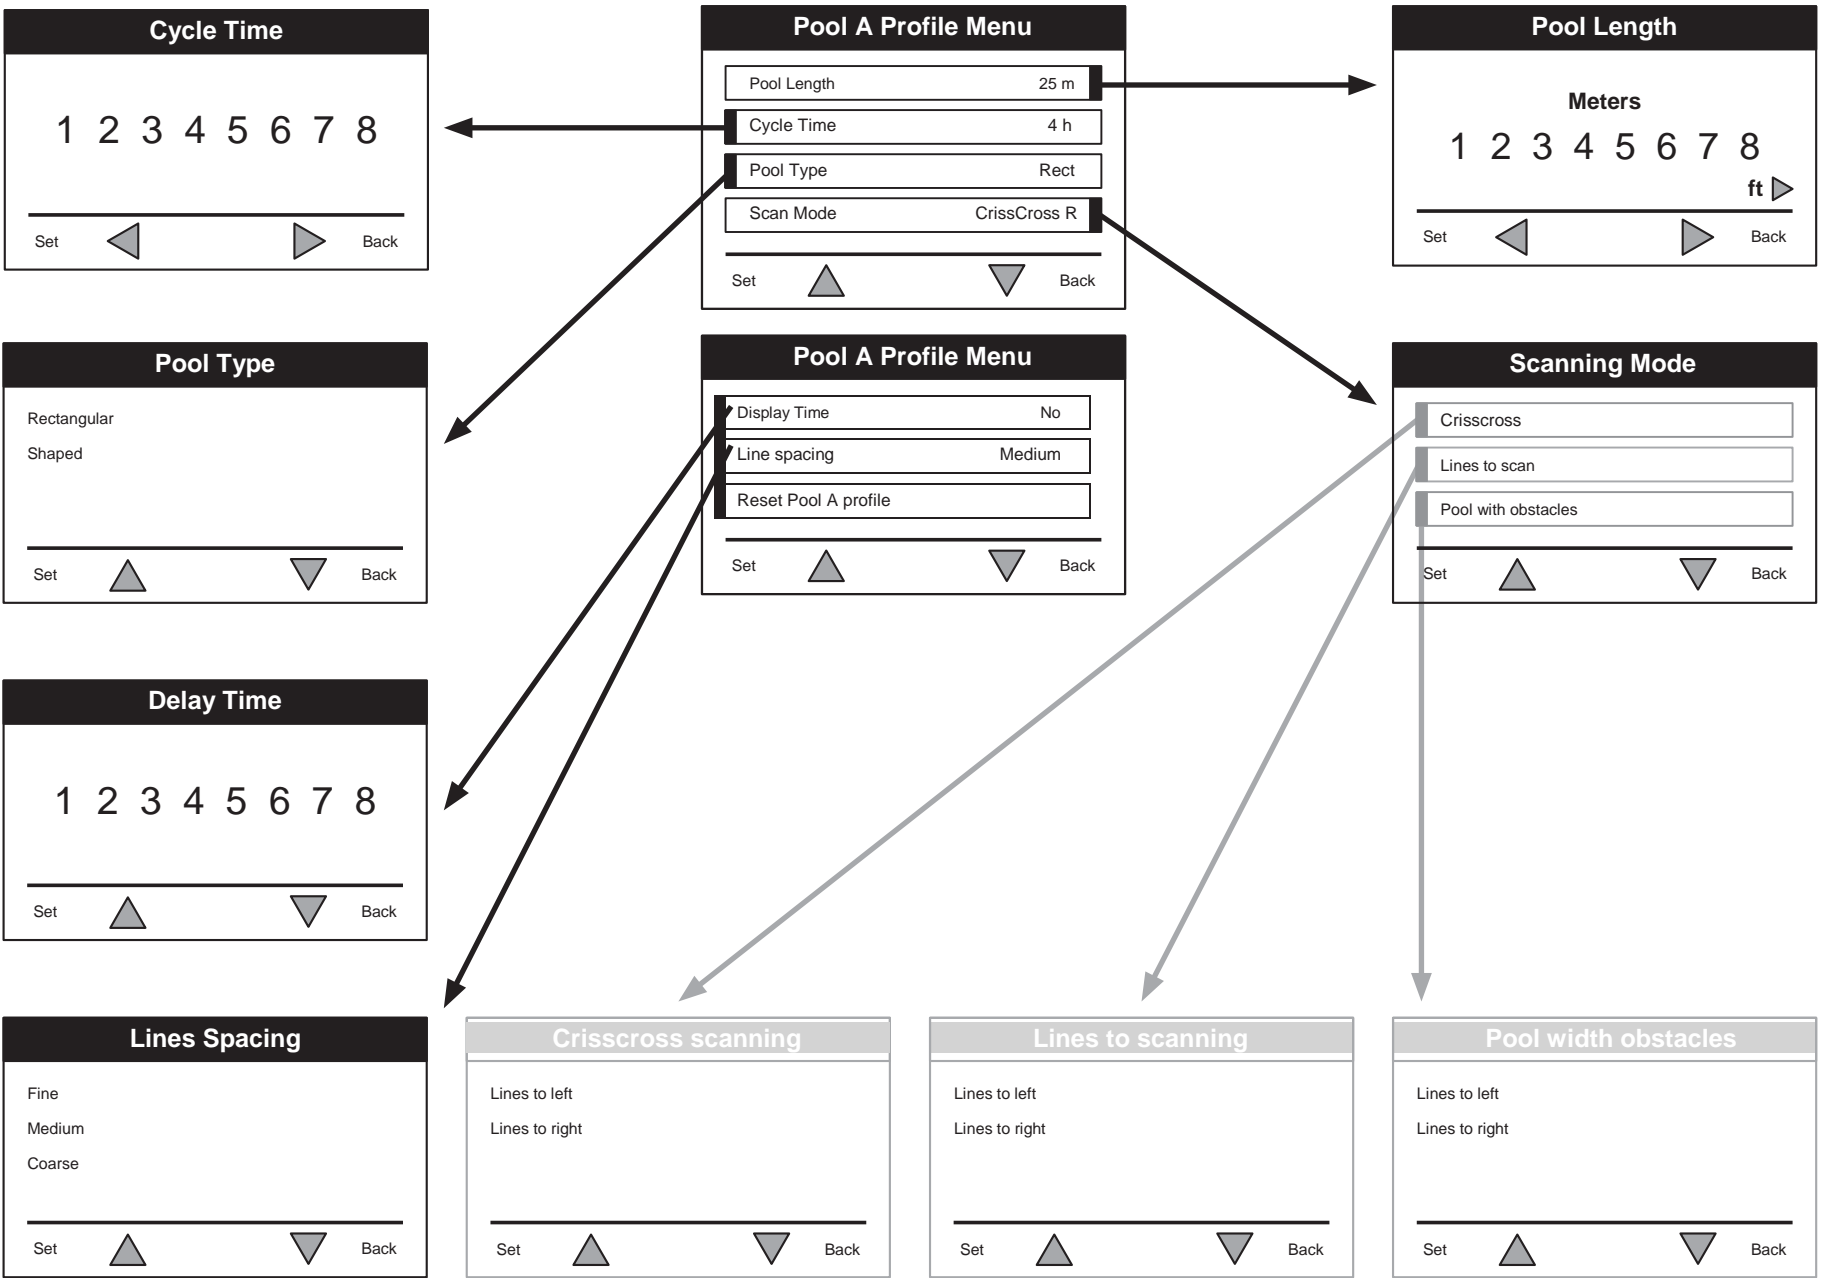 Cycle Time
1 2 3 4 5 6 7 8
Set Back
Pool A Profile Menu
Pool Length 25 m
Cycle Time 4 h
Pool Type Rect
Scan Mode CrissCross R
Set Back
Pool Length
Meters
1 2 3 4 5 6 7 8
ft
Set Back
Pool Type
Rectangular
Shaped
Set Back
Pool A Profile Menu
Display Time No
Line spacing Medium
Reset Pool A profile
Set Back
Scanning Mode
Crisscross
Lines to scan
Pool with obstacles
Set Back
Delay Time
1 2 3 4 5 6 7 8
Set Back
Lines Spacing
Fine
Medium
Coarse
Set Back
Crisscross scanning
Lines to left
Lines to right
Set Back
Lines to scanning
Lines to left
Lines to right
Set Back
Pool width obstacles
Lines to left
Lines to right
Set Back